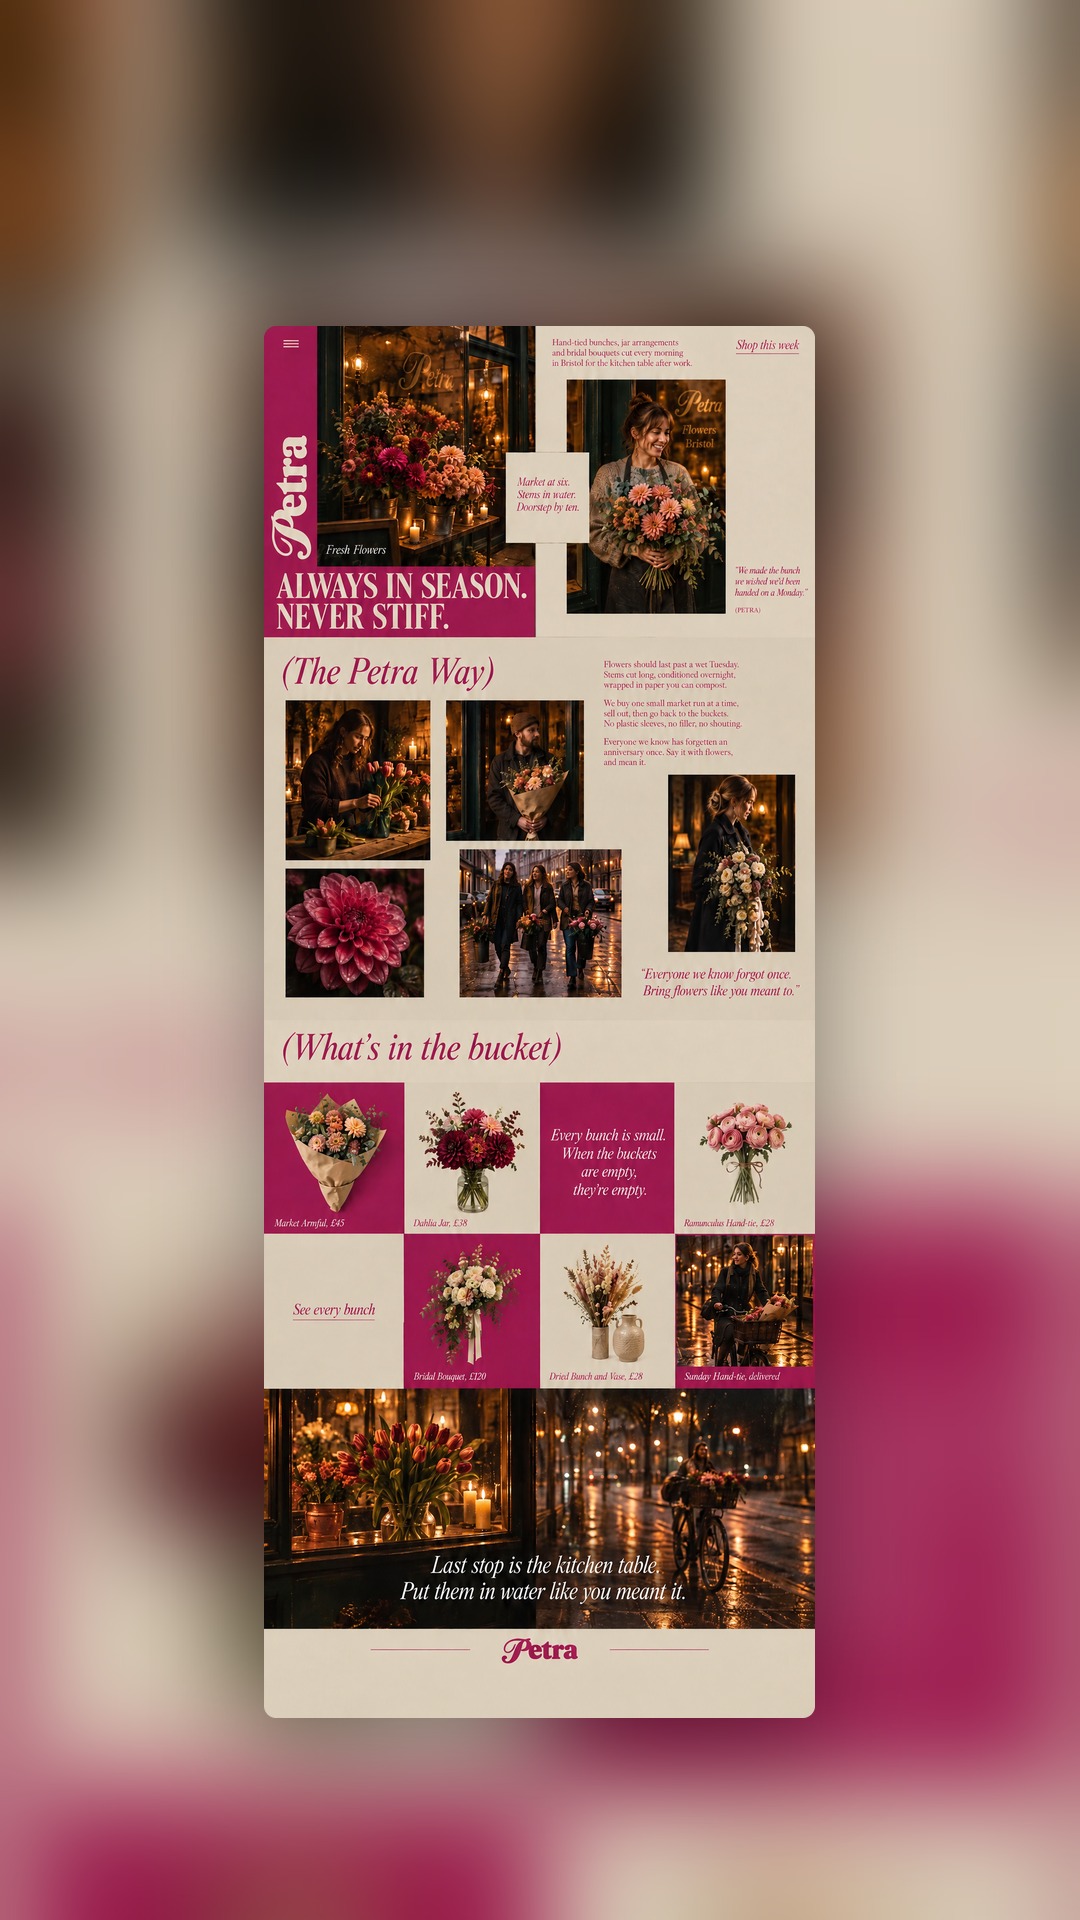 Petra
Petra
Fresh Flowers
ALWAYS IN SEASON.
NEVER STIFF.
Hand-tied bunches, jar arrangements
and bridal bouquets cut every morning
in Bristol for the kitchen table after work.
Shop this week
Petra
Flowers
Bristol
Market at six.
Stems in water.
Doorstep by ten.
"We made the bunch
we wished we'd been
handed on a Monday."
(PETRA)
(The Petra Way)
Flowers should last past a wet Tuesday.
Stems cut long, conditioned overnight,
wrapped in paper you can compost.
We buy one small market run at a time,
sell out, then go back to the buckets.
No plastic sleeves, no filler, no shouting.
Everyone we know has forgetten an
anniversary once. Say it with flowers,
and mean it.
"Everyone we know forgot once.
Bring flowers like you meant to."
(What's in the bucket)
Market Armful, £45
Dahlia Jar, £38
Every bunch is small.
When the buckets
are empty,
they're empty.
Ramunculus Hand-tie, £28
See every bunch
Bridal Bouquet, £120
Dried Bunch and Vase, £28
Sunday Hand-tie, delivered
Last stop is the kitchen table.
Put them in water like you meant it.
Petra